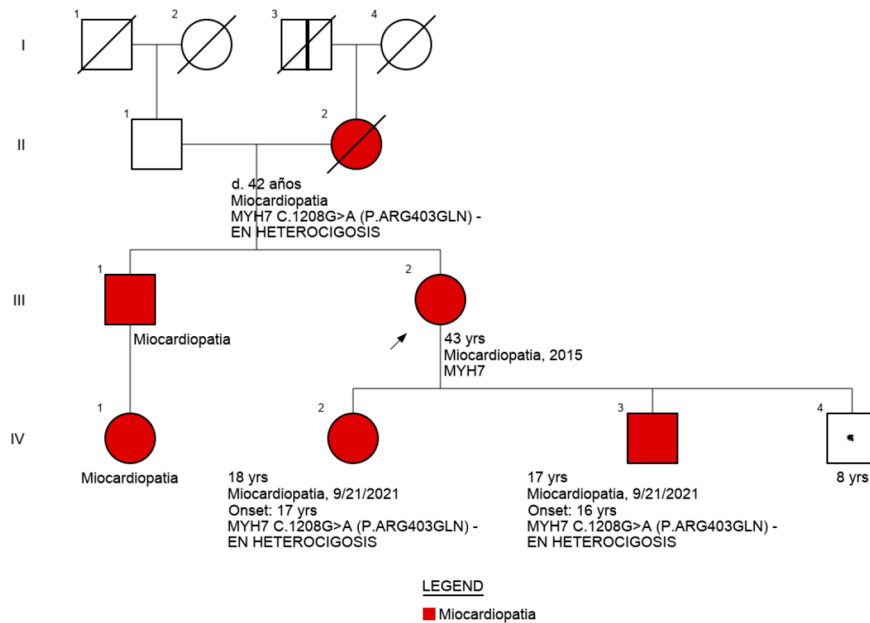 1
2
3
4
I
1
2
II
d. 42 años
Miocardiopatia
MYH7 C.1208G>A (P.ARG403GLN) -
EN HETEROCIGOSIS
1
2
III
Miocardiopatia
43 yrs
Miocardiopatia, 2015
MYH7
1
2
3
4
IV
Miocardiopatia
18 yrs
Miocardiopatia, 9/21/2021
Onset: 17 yrs
MYH7 C.1208G>A (P.ARG403GLN) -
EN HETEROCIGOSIS
17 yrs
Miocardiopatia, 9/21/2021
Onset: 16 yrs
MYH7 C.1208G>A (P.ARG403GLN) -
EN HETEROCIGOSIS
8 yrs
LEGEND
Miocardiopatia